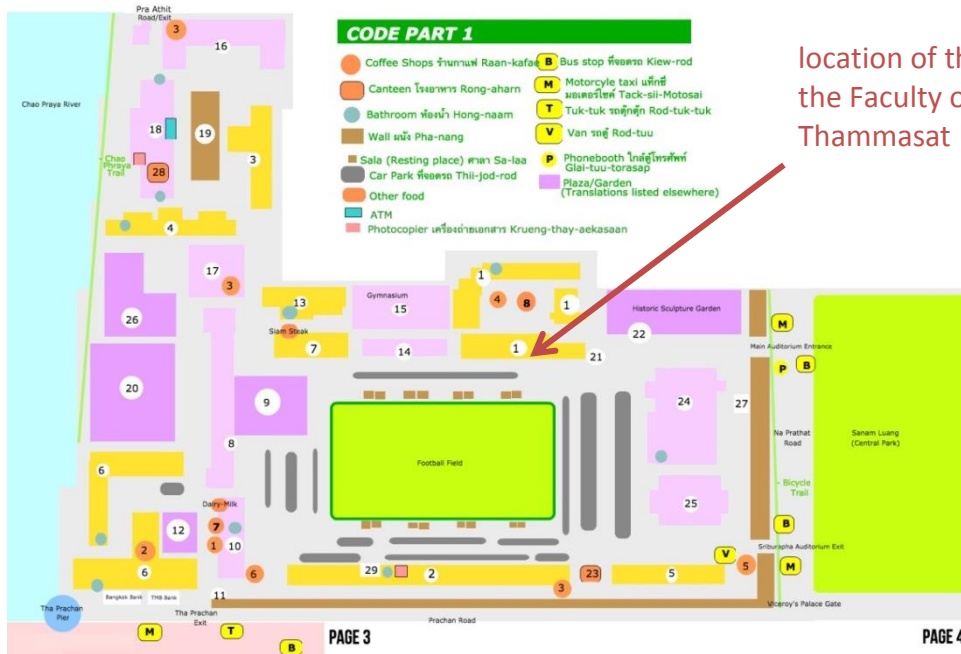 Pra Athit
Road/Exit
CODE PART 1
Coffee Shops ร้านกาแฟ Raan-kafae
Canteen โรงอาหาร Rong-aharn
Bathroom ห้องน้ำ Hong-naam
Wall ผนัง Pha-nang
Sala (Resting place) ศาลา Sa-laa
Car Park ที่จอดรถ Thii-jod-rod
Other food
ATM
Photocopier เครื่องถ่ายเอกสาร Krueng-thay-aekasaan
B Bus stop ที่จอดรถ Kiew-rod
M Motorcyle taxi แท็กซี่
มอเตอร์ไซค์ Tack-sii-Motosai
T Tuk-tuk รถตุ๊กตุ๊ก Rod-tuk-tuk
V Van รถตู้ Rod-tuu
P Phonebooth ใกล้ตู้โทรศัพท์
Glai-tuu-torasap
Plaza/Garden
(Translations listed elsewhere)
location of th
the Faculty o
Thammasat
Chao Praya River
3
16
18
19
3
Chao
Phraya
Trail
28
4
17
3
26
20
13
Siam Steak
7
Gymnasium
15
14
1
4
8
1
1
21
Historic Sculpture Garden
22
M
Main Auditorium Entrance
P
B
9
8
24
27
Football Field
Na Prathat
Road
Sanam Luang
(Central Park)
6
Bicycle
Trail
25
Dairy-Milk
7
12
10
1
2
B
Sriburapha Auditorium Exit
V
6
6
29
2
3
23
5
5
M
Bangkok Bank
TMB Bank
11
Viceroy's Palace Gate
Tha Prachan
Pier
Tha Prachan
Exit
Prachan Road
M
T
B
PAGE 3
PAGE 4